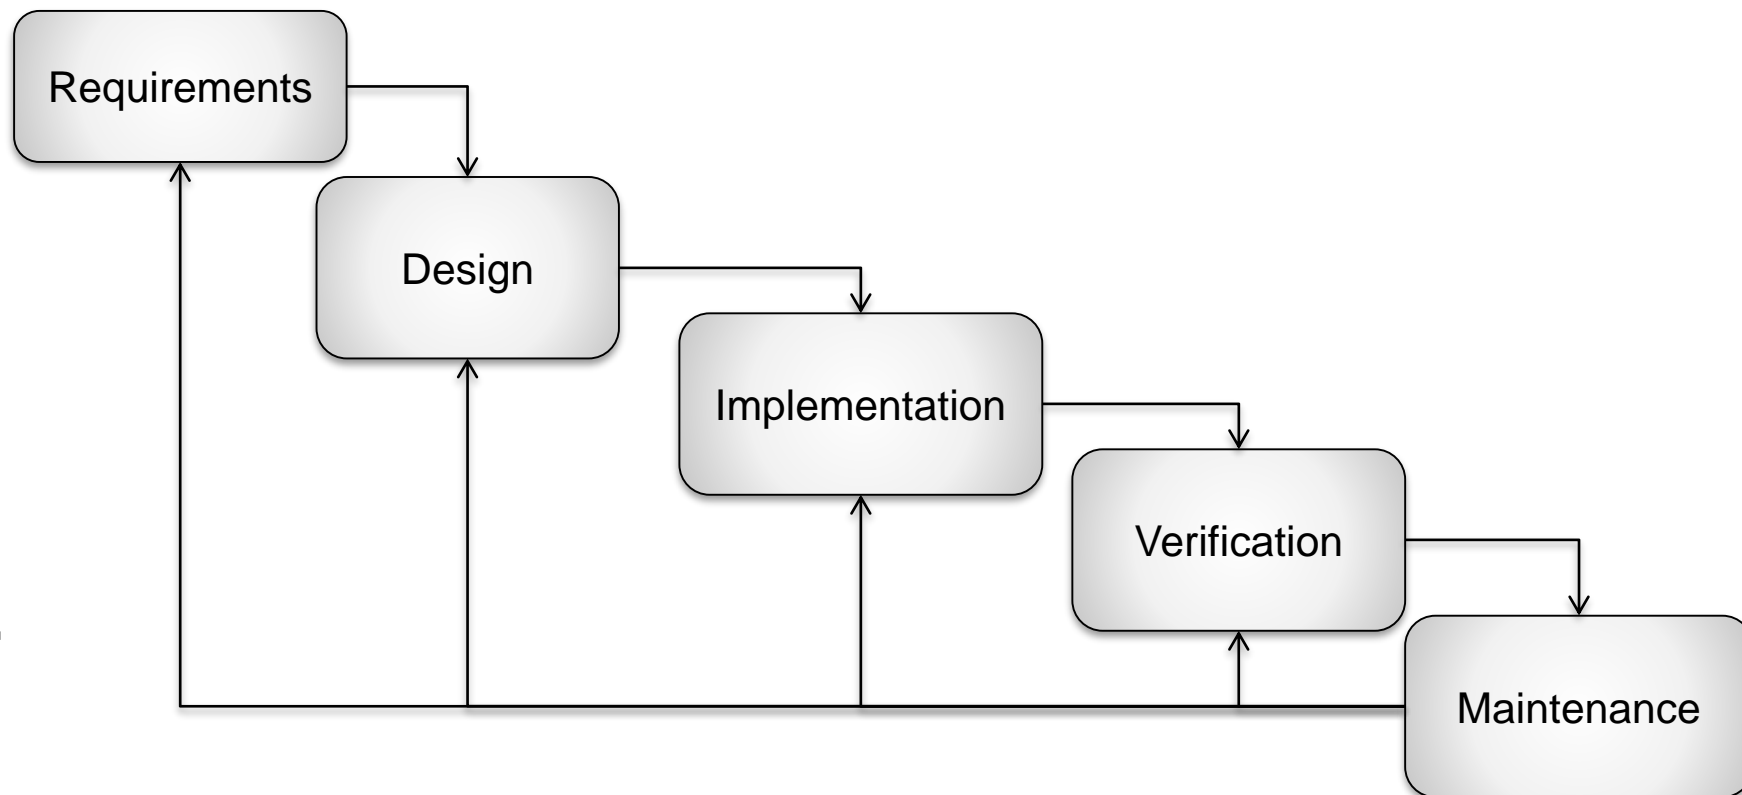 Requirements
Design
Implementation
Verification
Maintenance